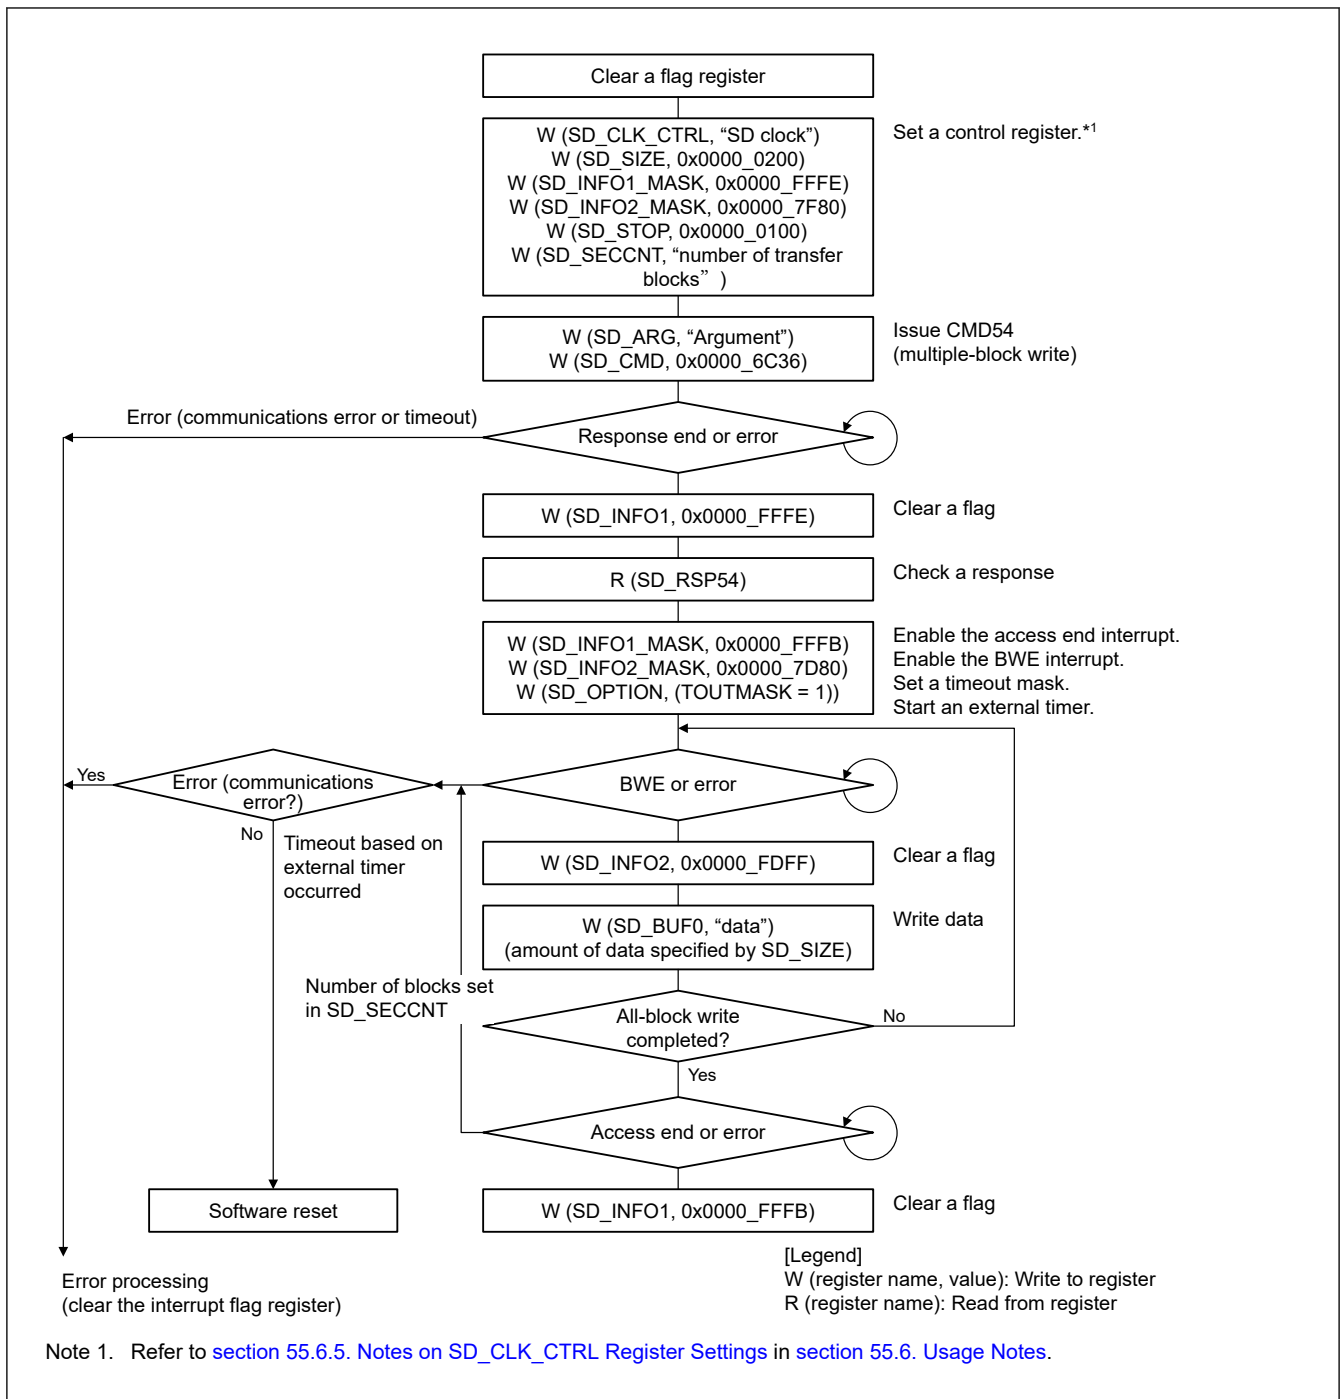 Clear a flag register
W (SD_CLK_CTRL, “SD clock”)
W (SD_SIZE, 0x0000_0200)
W (SD_INFO1_MASK, 0x0000_FFFE)
W (SD_INFO2_MASK, 0x0000_7F80)
W (SD_STOP, 0x0000_0100)
W (SD_SECCNT, “number of transfer
blocks” )
Set a control register.*1
W (SD_ARG, “Argument”)
W (SD_CMD, 0x0000_6C36)
Issue CMD54
(multiple-block write)
Error (communications error or timeout)
Response end or error
W (SD_INFO1, 0x0000_FFFE)
Clear a flag
R (SD_RSP54)
Check a response
W (SD_INFO1_MASK, 0x0000_FFFB)
W (SD_INFO2_MASK, 0x0000_7D80)
W (SD_OPTION, (TOUTMASK = 1))
Enable the access end interrupt.
Enable the BWE interrupt.
Set a timeout mask.
Start an external timer.
Yes
Error (communications
error?)
BWE or error
No
Timeout based on
external timer
occurred
W (SD_INFO2, 0x0000_FDFF)
Clear a flag
W (SD_BUF0, “data”)
(amount of data specified by SD_SIZE)
Write data
Number of blocks set
in SD_SECCNT
All-block write
completed?
No
Yes
Access end or error
Software reset
W (SD_INFO1, 0x0000_FFFB)
Clear a flag
Error processing
(clear the interrupt flag register)
[Legend]
W (register name, value): Write to register
R (register name): Read from register
Note 1. Refer to section 55.6.5. Notes on SD_CLK_CTRL Register Settings in section 55.6. Usage Notes.